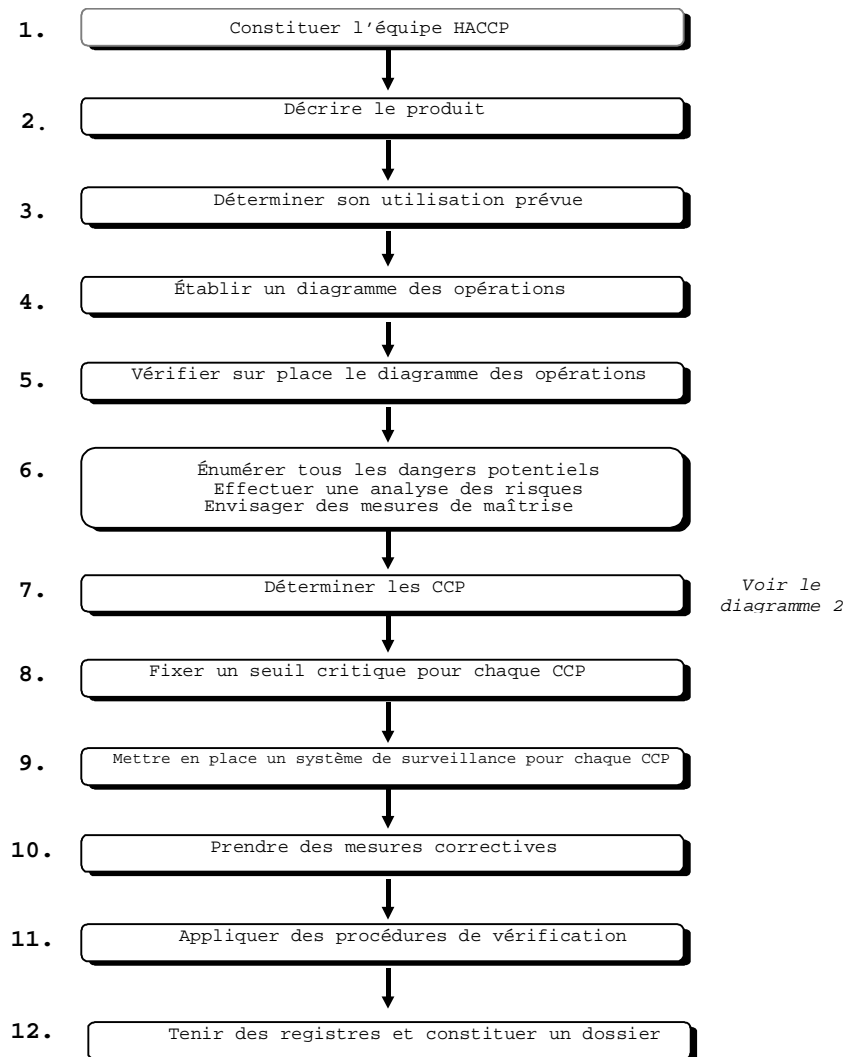 1. Constituer l'équipe HACCP
2. Décrire le produit
3. Déterminer son utilisation prévue
4. Établir un diagramme des opérations
5. Vérifier sur place le diagramme des opérations
6. Énumérer tous les dangers potentiels
Effectuer une analyse des risques
Envisager des mesures de maîtrise
7. Déterminer les CCP
Voir le
diagramme 2
8. Fixer un seuil critique pour chaque CCP
9. Mettre en place un système de surveillance pour chaque CCP
10. Prendre des mesures correctives
11. Appliquer des procédures de vérification
12. Tenir des registres et constituer un dossier